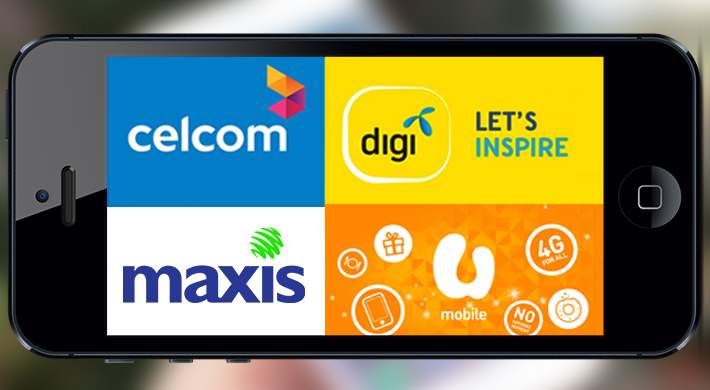 celcom
digi
LET'S
INSPIRE
maxis
4G
FOR ALL
U
mobile
NO